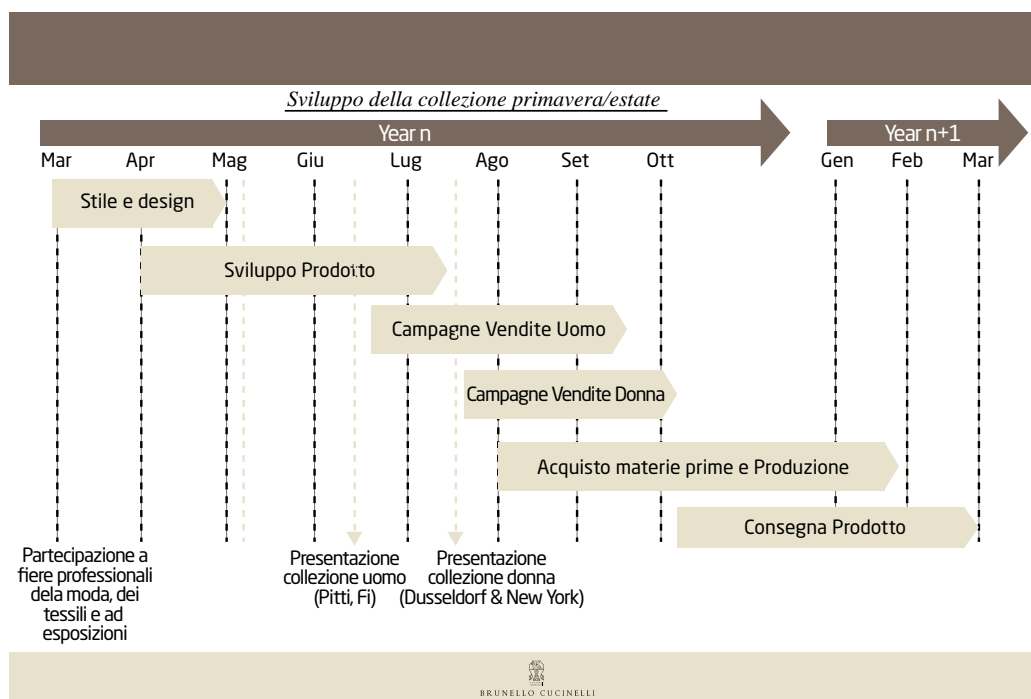 Sviluppo della collezione primavera/estate
Year n
Year n+1
Mar
Apr
Mag
Giu
Lug
Ago
Set
Ott
Gen
Feb
Mar
Stile e design
Sviluppo Prodotto
Campagne Vendite Uomo
Campagne Vendite Donna
Acquisto materie prime e Produzione
Consegna Prodotto
Partecipazione a
fiere professionali
dela moda, dei
tessili e ad
esposizioni
Presentazione
collezione uomo
(Pitti, Fi)
Presentazione
collezione donna
(Dusseldorf & New York)
BRUNELLO CUCINELLI